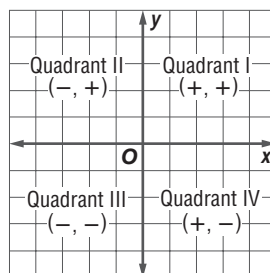 y
Quadrant II Quadrant I
(−, +) (+, +)
O x
Quadrant III Quadrant IV
(−, −) (+, −)